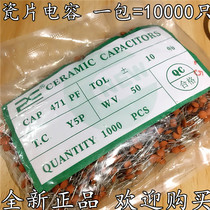 瓷片电容 一包=10000只
CERAMIC CAPACITORS
CAP 471 PF TOL ± 10 %
T.C Y5P WV 50
QUANTITY 1000 PCS
QC
合格
全新正品 欢迎购买